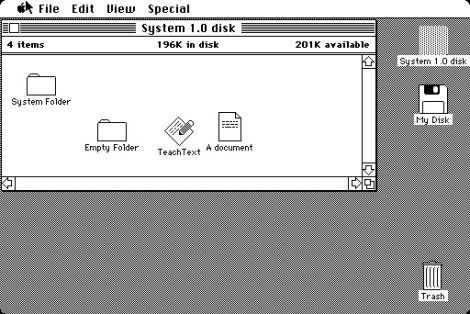 File Edit View Special
System 1.0 disk
4 items 196K in disk 201K available
System Folder
Empty Folder
TeachText
A document
System 1.0 disk
My Disk
Trash